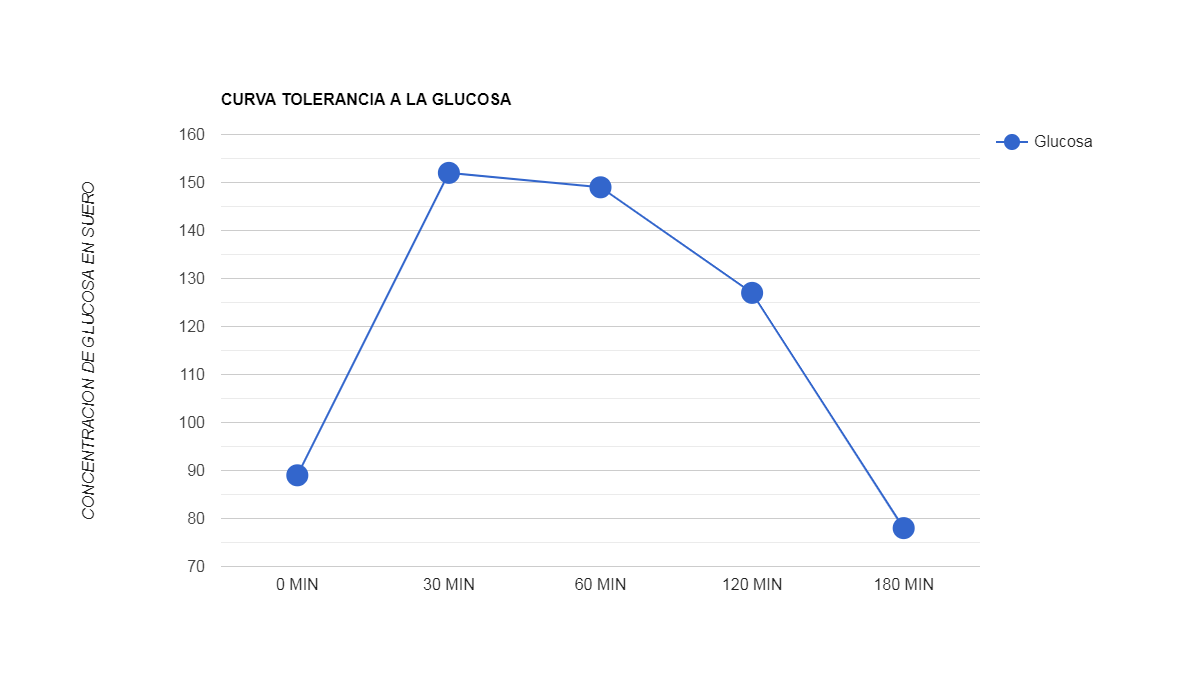 CURVA TOLERANCIA A LA GLUCOSA
CONCENTRACION DE GLUCOSA EN SUERO
160
150
140
130
120
110
100
90
80
70
0 MIN
30 MIN
60 MIN
120 MIN
180 MIN
Glucosa